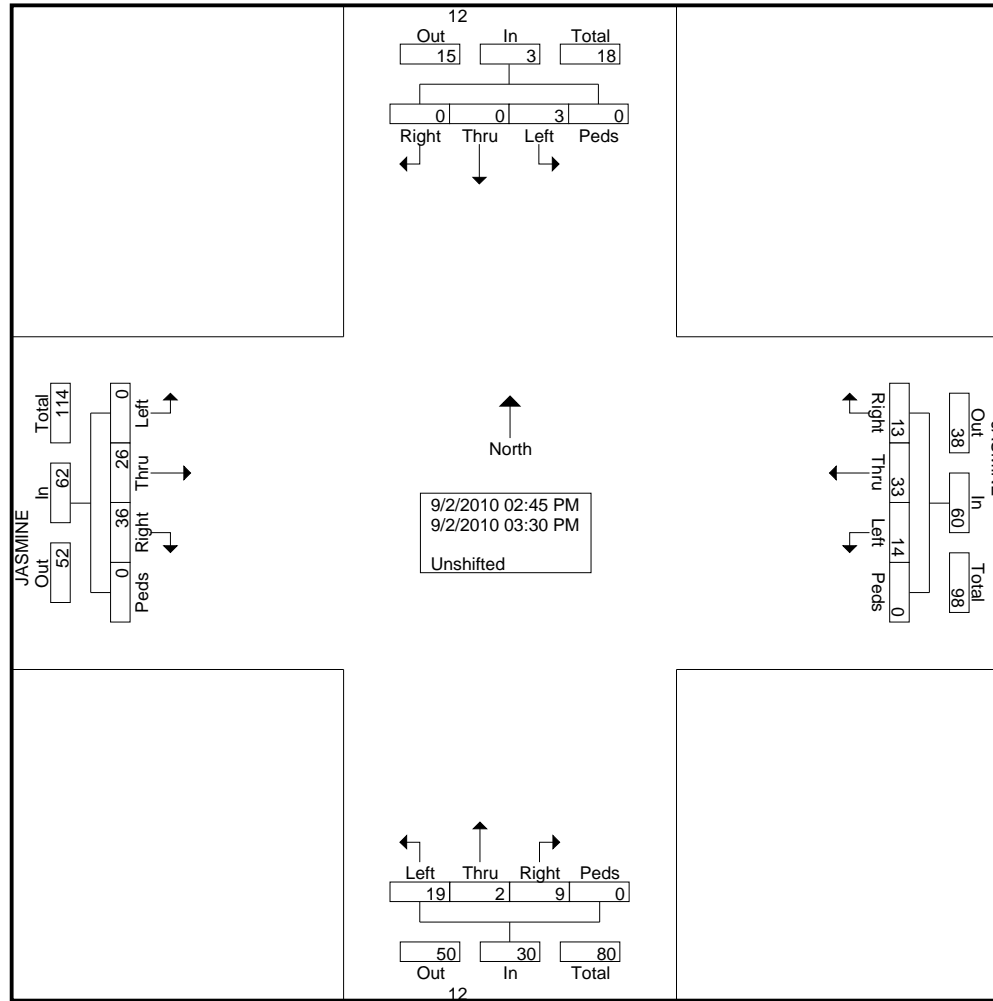 12
Out In Total
15 3 18
0 0 3 0
Right Thru Left Peds
JASMINE
Total In Out
114 62 52
0 26 36 0
Left Thru Right Peds
North
9/2/2010 02:45 PM
9/2/2010 03:30 PM
Unshifted
Right Thru Left Peds
13 33 14 0
Out In Total
38 60 98
Left Thru Right Peds
19 2 9 0
50 30 80
Out In Total
12